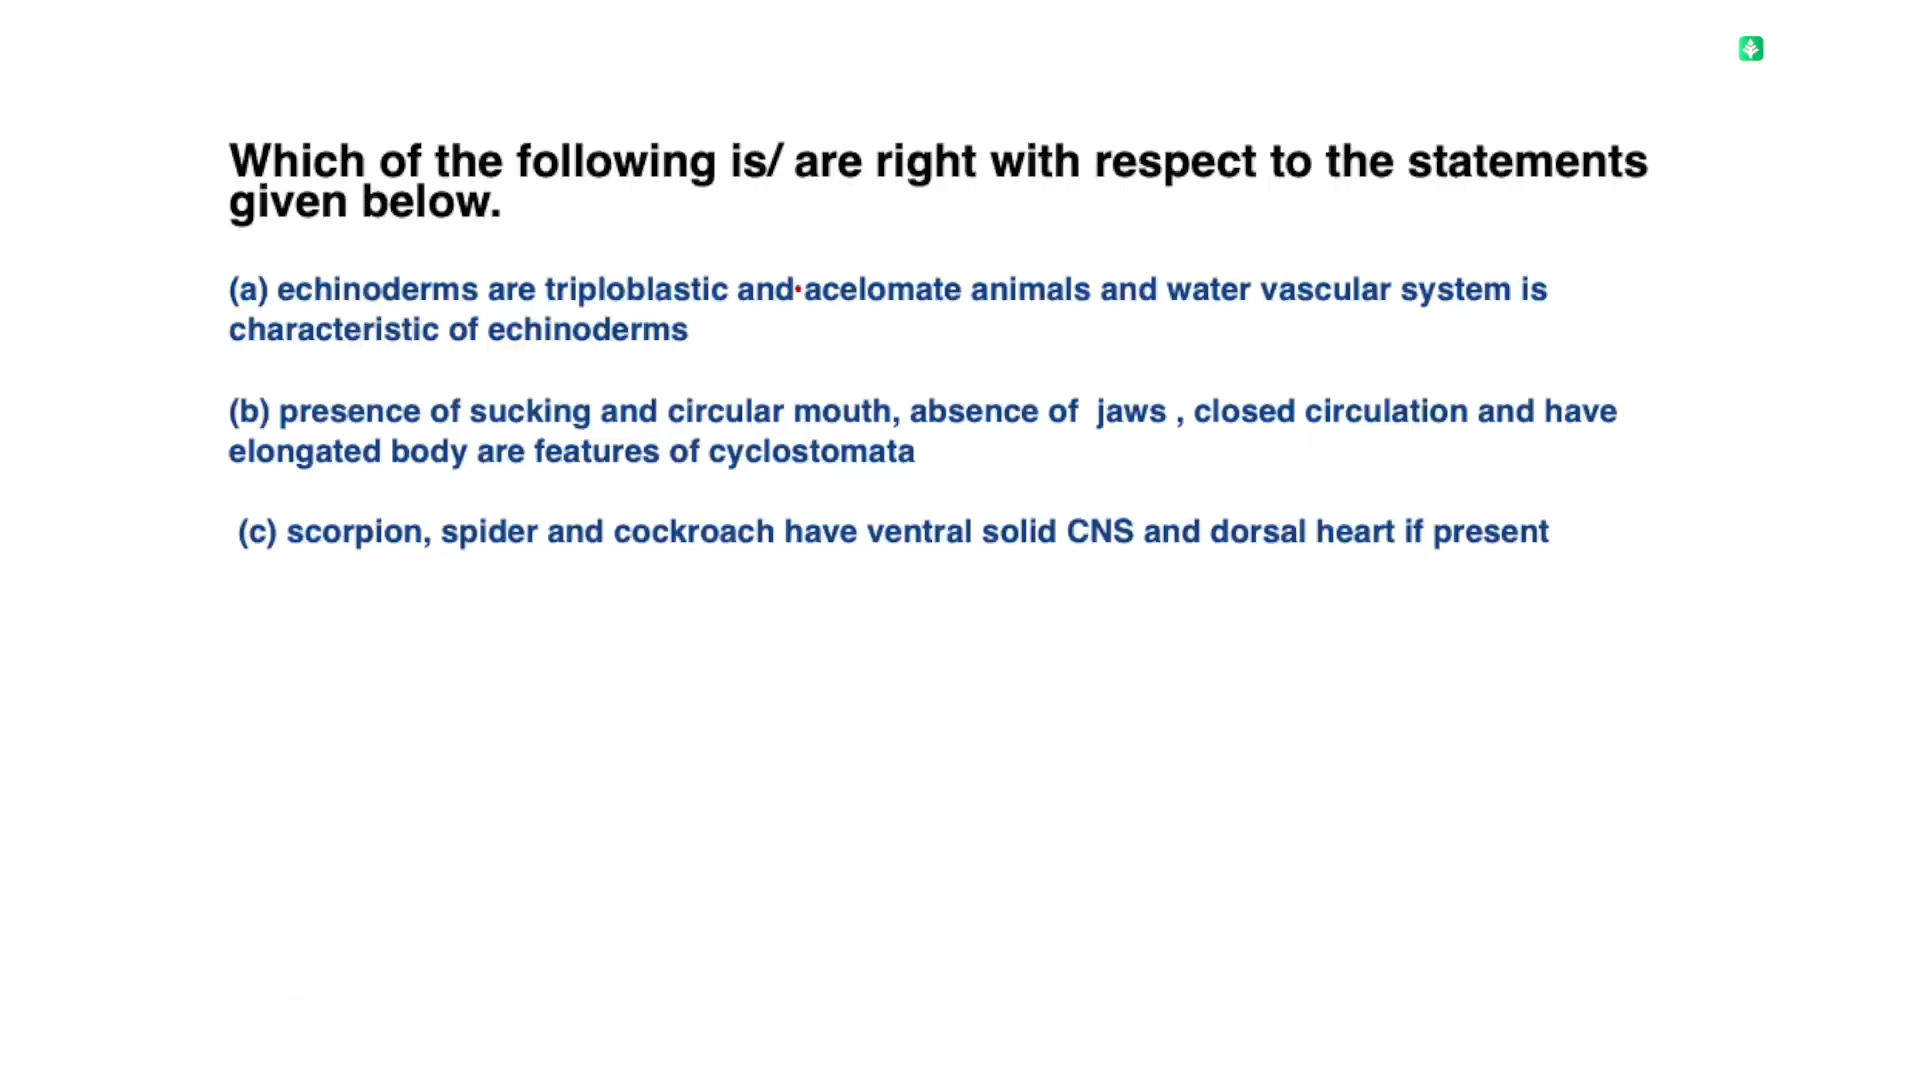 Which of the following is/ are right with respect to the statements
given below.
(a) echinoderms are triploblastic and acelomate animals and water vascular system is
characteristic of echinoderms
(b) presence of sucking and circular mouth, absence of jaws , closed circulation and have
elongated body are features of cyclostomata
(c) scorpion, spider and cockroach have ventral solid CNS and dorsal heart if present